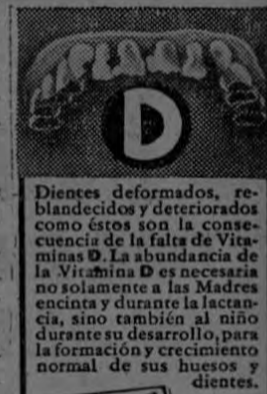 D
Dientes deformados, re-
blandecidos y deteriorados
como éstos son la conse-
cuencia de la falta de Vita-
minas D. La abundancia de
la Vitamina D es necesaria
no solamente a las Madres
encinta y durante la lactan-
cia, sino también al niño
durante su desarrollo, para
la formación y crecimiento
normal de sus huesos y
dientes.